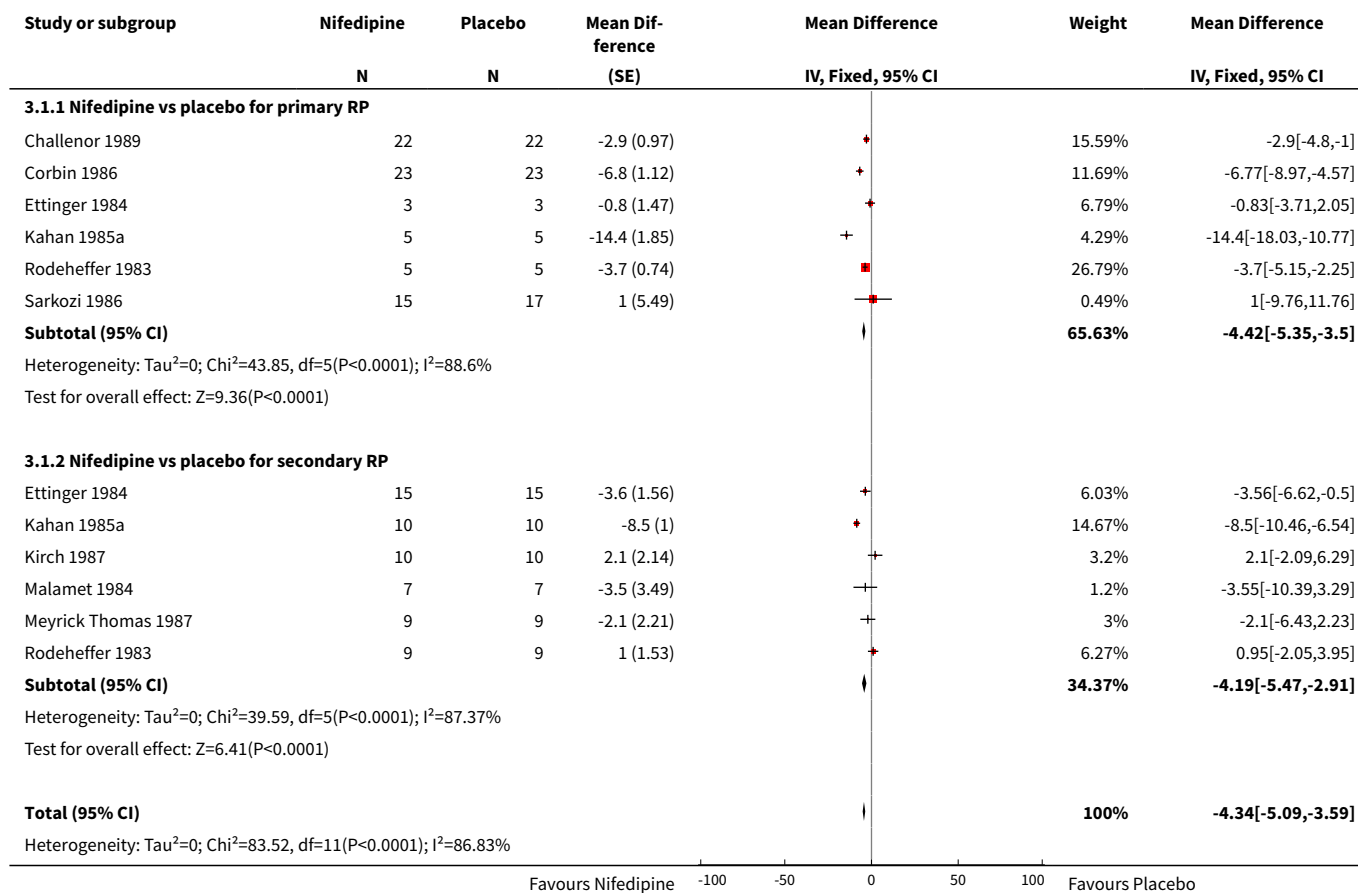 Study or subgroup Nifedipine Placebo Mean Dif- Mean Difference Weight Mean Difference
ference
N N (SE) IV, Fixed, 95% CI IV, Fixed, 95% CI
3.1.1 Nifedipine vs placebo for primary RP
Challenor 1989 22 22 -2.9 (0.97) 15.59% -2.9[-4.8,-1]
Corbin 1986 23 23 -6.8 (1.12) 11.69% -6.77[-8.97,-4.57]
Ettinger 1984 3 3 -0.8 (1.47) 6.79% -0.83[-3.71,2.05]
Kahan 1985a 5 5 -14.4 (1.85) 4.29% -14.4[-18.03,-10.77]
Rodeheffer 1983 5 5 -3.7 (0.74) 26.79% -3.7[-5.15,-2.25]
Sarkozi 1986 15 17 1 (5.49) 0.49% 1[-9.76,11.76]
Subtotal (95% CI) 65.63% -4.42[-5.35,-3.5]
Heterogeneity: Tau²=0; Chi²=43.85, df=5(P<0.0001); I²=88.6%
Test for overall effect: Z=9.36(P<0.0001)
3.1.2 Nifedipine vs placebo for secondary RP
Ettinger 1984 15 15 -3.6 (1.56) 6.03% -3.56[-6.62,-0.5]
Kahan 1985a 10 10 -8.5 (1) 14.67% -8.5[-10.46,-6.54]
Kirch 1987 10 10 2.1 (2.14) 3.2% 2.1[-2.09,6.29]
Malamet 1984 7 7 -3.5 (3.49) 1.2% -3.55[-10.39,3.29]
Meyrick Thomas 1987 9 9 -2.1 (2.21) 3% -2.1[-6.43,2.23]
Rodeheffer 1983 9 9 1 (1.53) 6.27% 0.95[-2.05,3.95]
Subtotal (95% CI) 34.37% -4.19[-5.47,-2.91]
Heterogeneity: Tau²=0; Chi²=39.59, df=5(P<0.0001); I²=87.37%
Test for overall effect: Z=6.41(P<0.0001)
Total (95% CI) 100% -4.34[-5.09,-3.59]
Heterogeneity: Tau²=0; Chi²=83.52, df=11(P<0.0001); I²=86.83%
Favours Nifedipine -100 -50 0 50 100 Favours Placebo